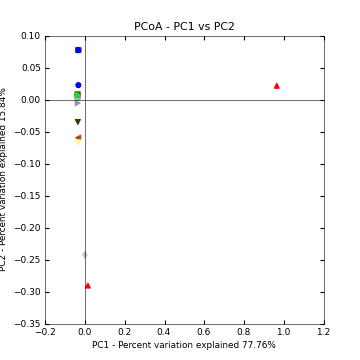 PCoA - PC1 vs PC2
0.10
0.05
0.00
−0.05
−0.10
−0.15
−0.20
−0.25
−0.30
−0.35
PC2 - Percent variation explained 15.84%
−0.2 0.0 0.2 0.4 0.6 0.8 1.0 1.2
PC1 - Percent variation explained 77.76%